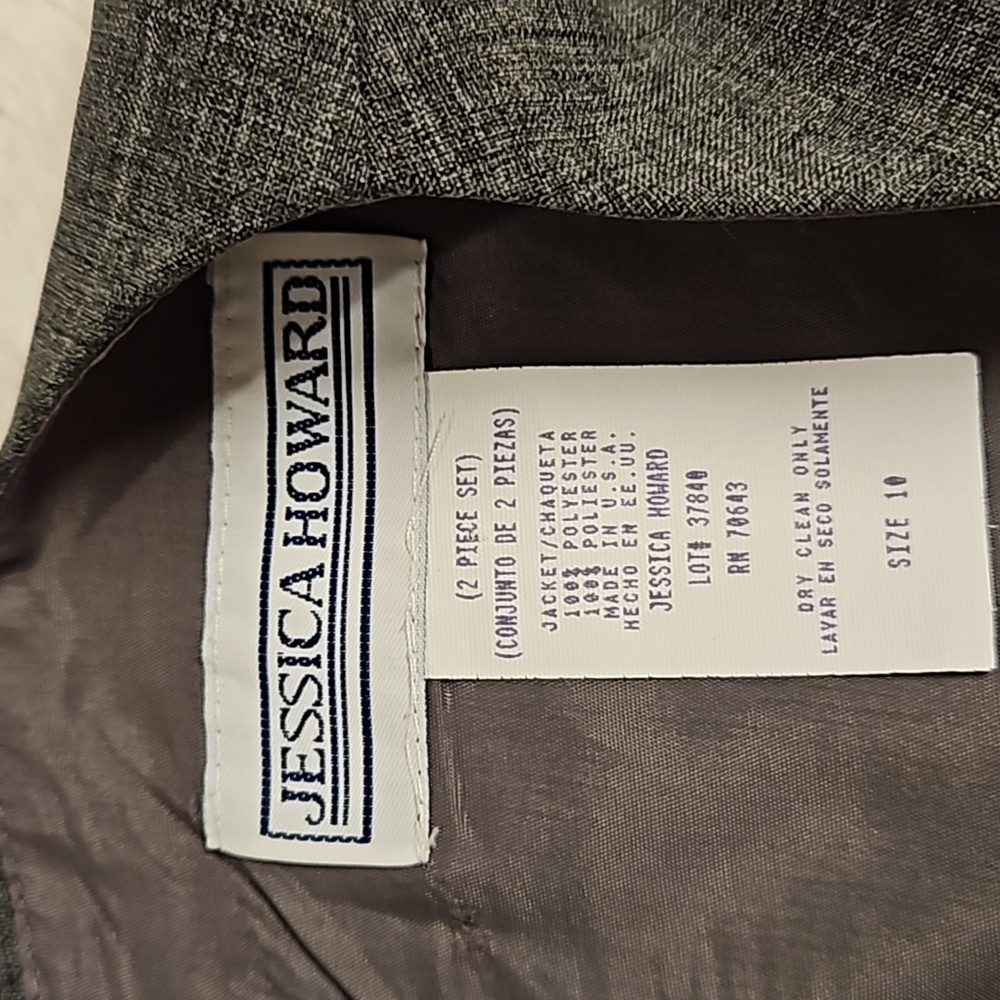 JESSICA HOWARD
(2 PIECE SET)
(CONJUNTO DE 2 PIEZAS)
JACKET/CHAQUETA
100% POLYESTER
100% POLIESTER
MADE IN U.S.A.
HECHO EN EE.UU.
JESSICA HOWARD
LOT# 37840
RN 70643
DRY CLEAN ONLY
LAVAR EN SECO SOLAMENTE
SIZE 10